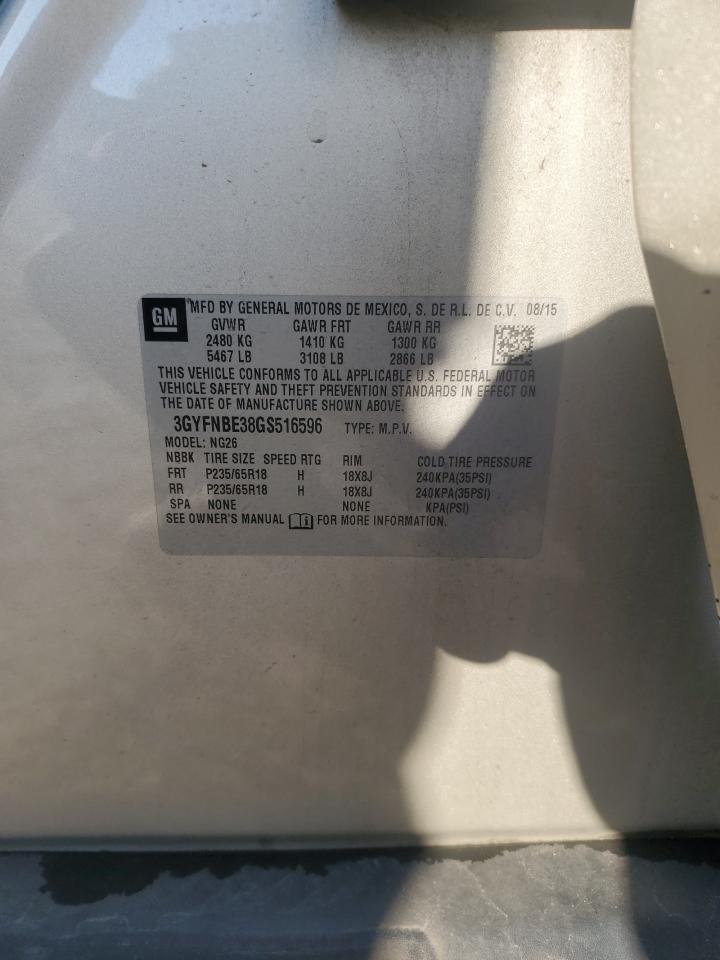 GM MFD BY GENERAL MOTORS DE MEXICO, S. DE R.L. DE C.V. 08/15
GVWR GAWR FRT GAWR RR
2480 KG 1410 KG 1300 KG
5467 LB 3108 LB 2866 LB
THIS VEHICLE CONFORMS TO ALL APPLICABLE U.S. FEDERAL MOTOR
VEHICLE SAFETY AND THEFT PREVENTION STANDARDS IN EFFECT ON
THE DATE OF MANUFACTURE SHOWN ABOVE.
3GYFNBE38GS516596 TYPE: M.P.V.
MODEL: NG26
NBBK TIRE SIZE SPEED RTG RIM COLD TIRE PRESSURE
FRT P235/65R18 H 18X8J 240KPA(35PSI)
RR P235/65R18 H 18X8J 240KPA(35PSI)
SPA NONE NONE KPA(PSI)
SEE OWNER'S MANUAL FOR MORE INFORMATION.